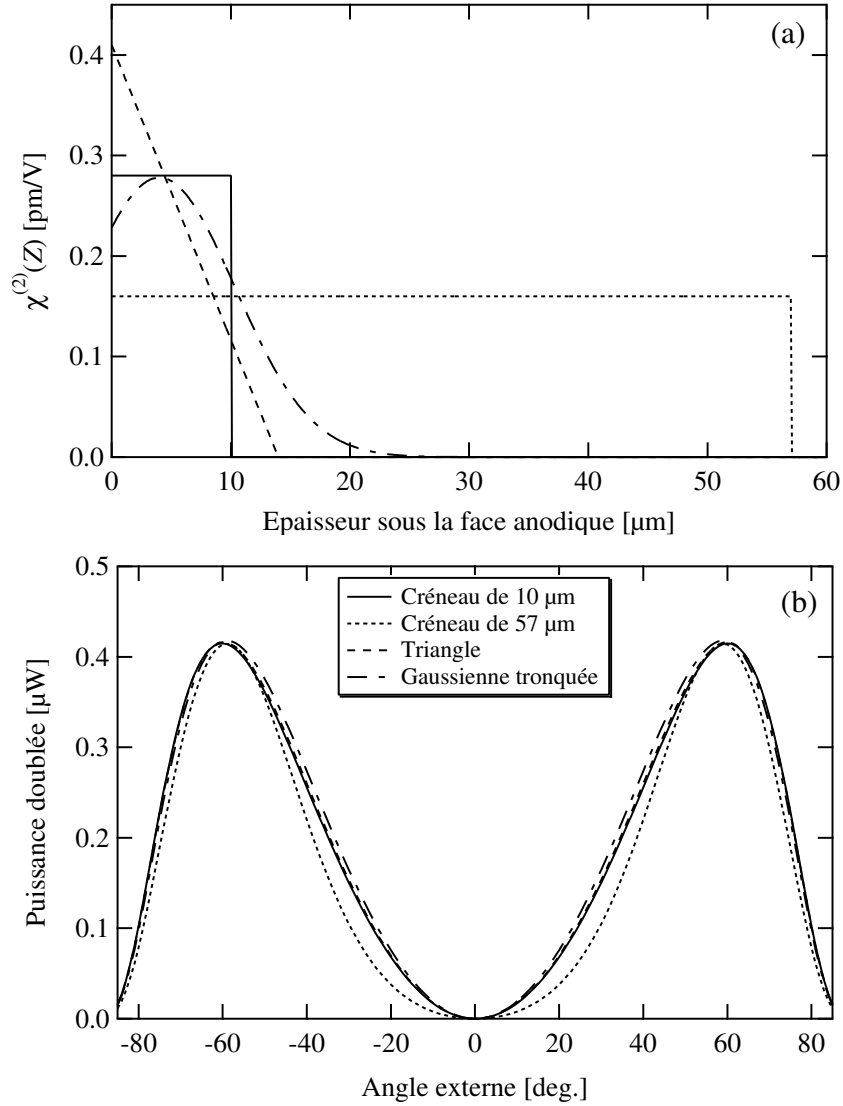 (a)
χ(2)(Z) [pm/V]
0.4
0.3
0.2
0.1
0.0
0 10 20 30 40 50 60
Epaisseur sous la face anodique [µm]
(b)
Créneau de 10 µm
Créneau de 57 µm
Triangle
Gaussienne tronquée
Puissance doublée [µW]
0.5
0.4
0.3
0.2
0.1
0.0
-80 -60 -40 -20 0 20 40 60 80
Angle externe [deg.]